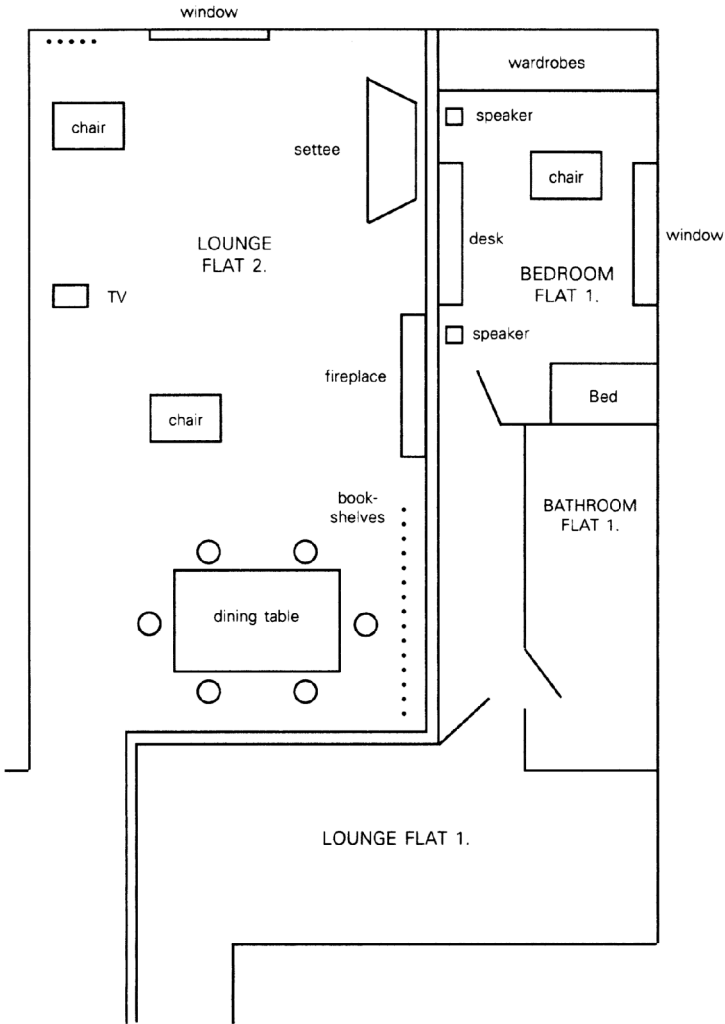 window
wardrobes
speaker
chair
chair
settee
desk
window
LOUNGE
FLAT 2.
BEDROOM
FLAT 1.
TV
speaker
fireplace
Bed
chair
book-
shelves
BATHROOM
FLAT 1.
dining table
LOUNGE FLAT 1.